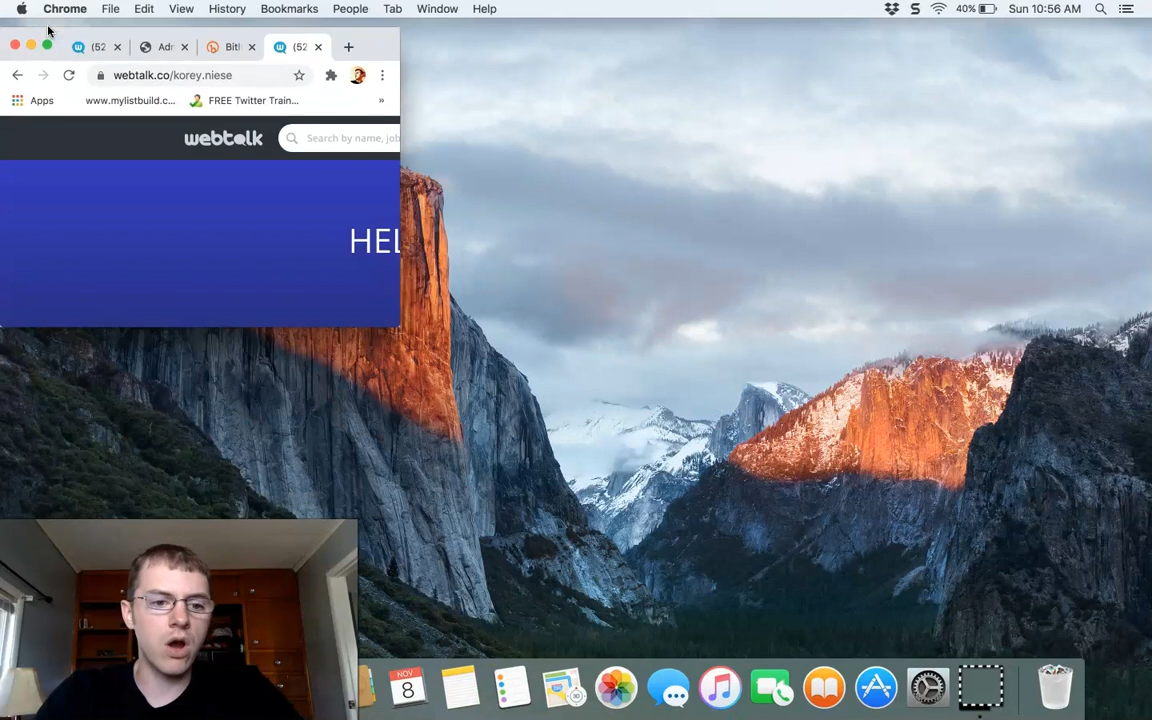 Chrome File Edit View History Bookmarks People Tab Window Help 40% Sun 10:56 AM
(52 Adr Bitl (52
webtalk.co/korey.niese
Apps www.mylistbuild.c... FREE Twitter Train... »
webtalk Search by name, job
HEL
NOV
8